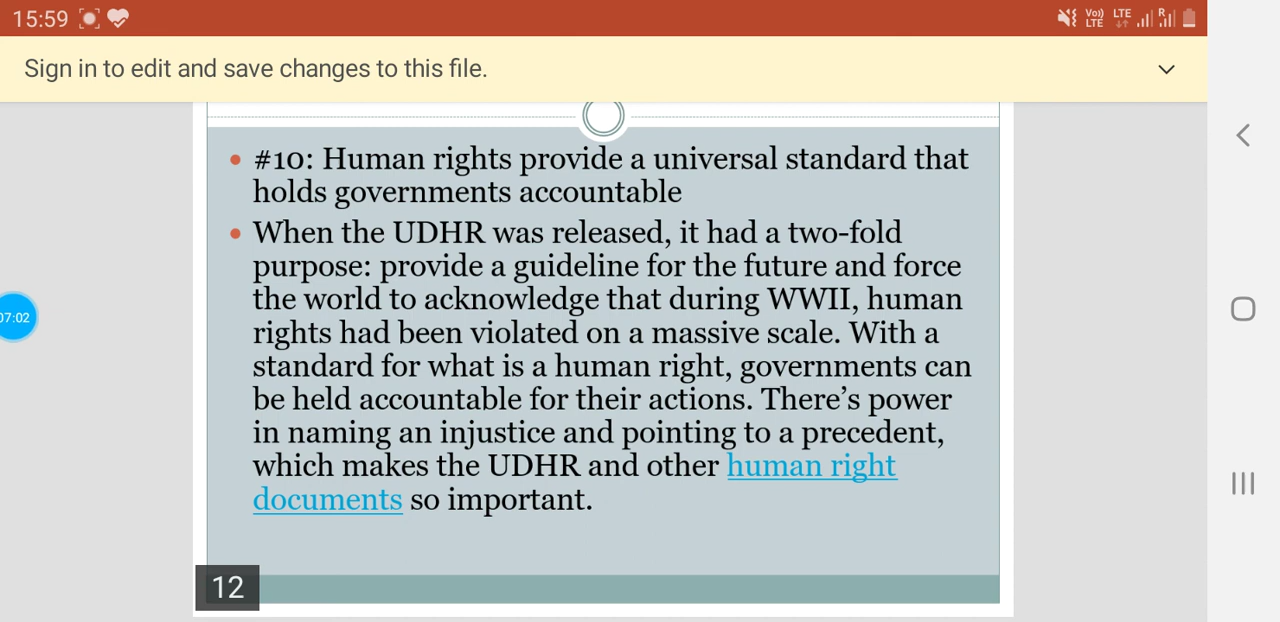 15:59
Vo))
LTE
LTE
R
Sign in to edit and save changes to this file.
#10: Human rights provide a universal standard that
holds governments accountable
When the UDHR was released, it had a two-fold
purpose: provide a guideline for the future and force
the world to acknowledge that during WWII, human
rights had been violated on a massive scale. With a
standard for what is a human right, governments can
be held accountable for their actions. There’s power
in naming an injustice and pointing to a precedent,
which makes the UDHR and other human right
documents so important.
07:02
12